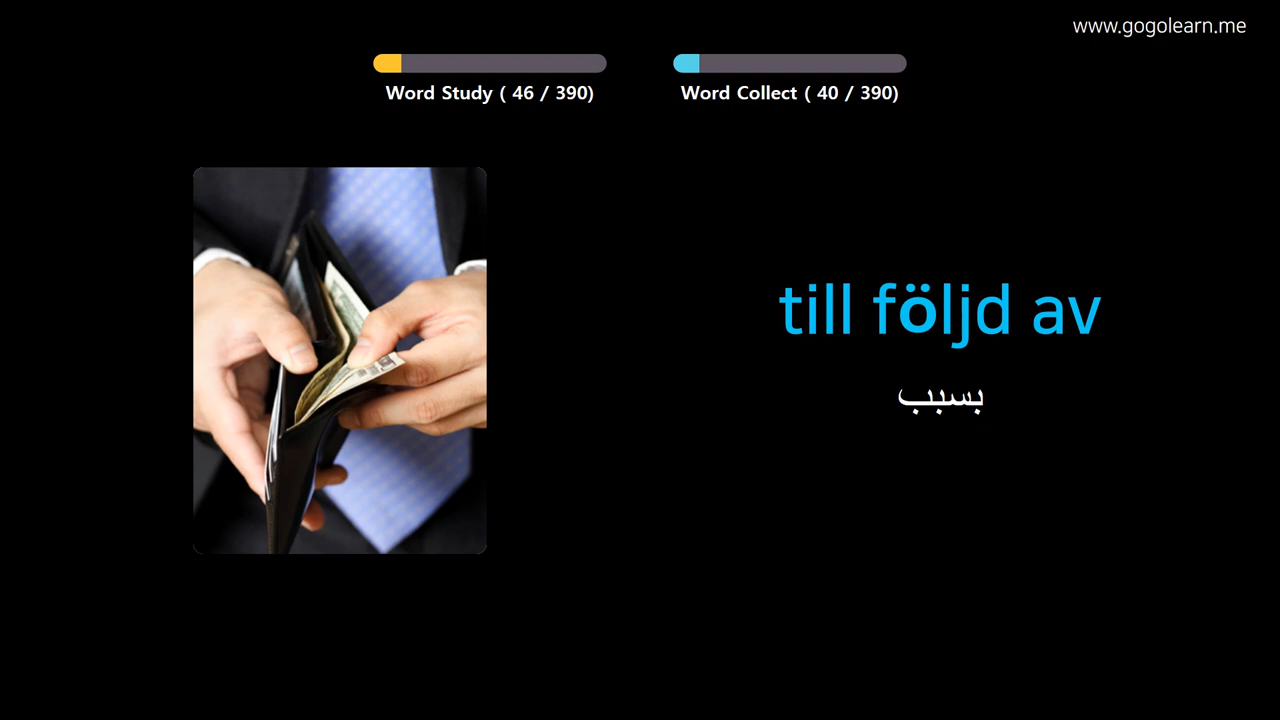 www.gogolearn.me
Word Study ( 46 / 390)
Word Collect ( 40 / 390)
till följd av
بسبب